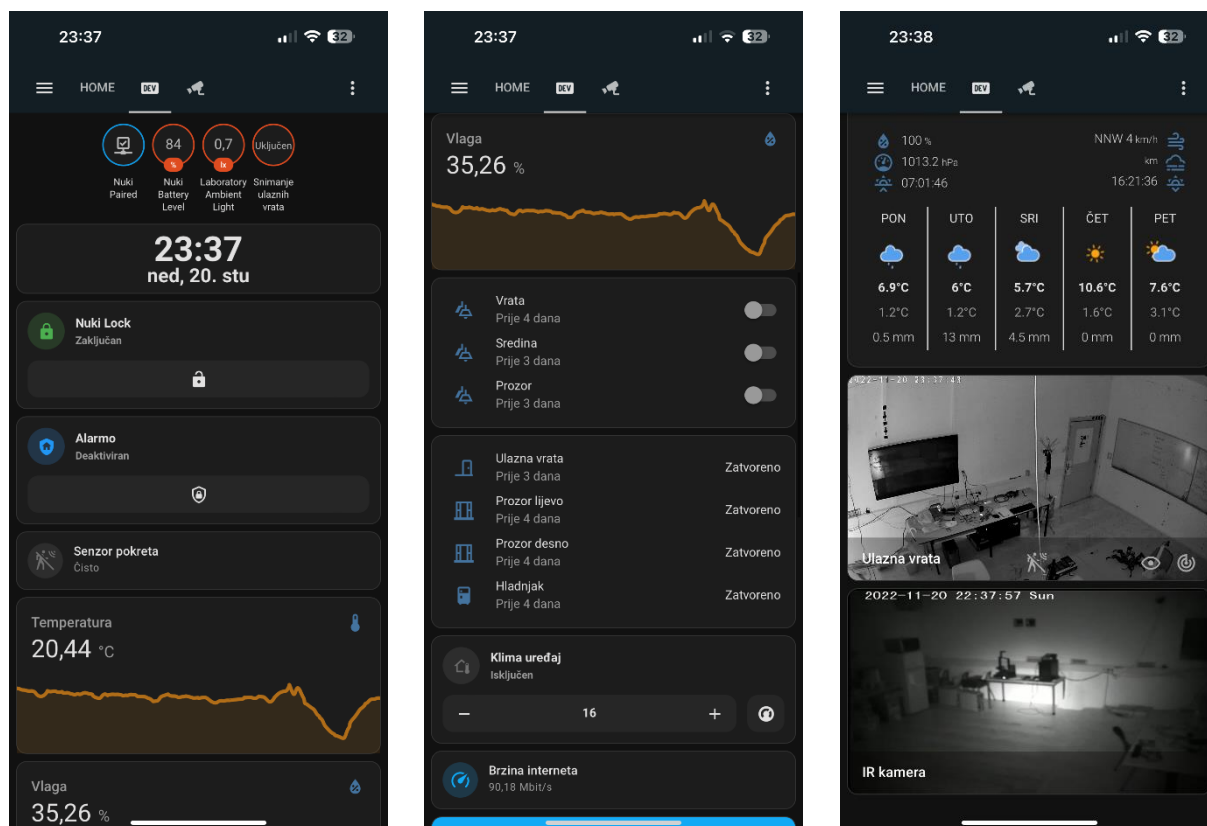 23:37
32
HOME
DEV
84
%
0,7
lx
Uključen
Nuki Paired
Nuki Battery Level
Laboratory Ambient Light
Snimanje ulaznih vrata
23:37
ned, 20. stu
Nuki Lock
Zaključan
Alarmo
Deaktiviran
Senzor pokreta
Čisto
Temperatura
20,44 °C
Vlaga
35,26 %
23:37
32
HOME
DEV
Vlaga
35,26 %
Vrata
Prije 4 dana
Sredina
Prije 3 dana
Prozor
Prije 3 dana
Ulazna vrata
Prije 3 dana
Zatvoreno
Prozor lijevo
Prije 4 dana
Zatvoreno
Prozor desno
Prije 4 dana
Zatvoreno
Hladnjak
Prije 4 dana
Zatvoreno
Klima uređaj
Isključen
− 16 +
Brzina interneta
90,18 Mbit/s
23:38
32
HOME
DEV
100 %
NNW 4 km/h
1013.2 hPa
km
07:01:46
16:21:36
PON UTO SRI ČET PET
6.9°C 6°C 5.7°C 10.6°C 7.6°C
1.2°C 1.2°C 2.7°C 1.6°C 3.1°C
0.5 mm 13 mm 4.5 mm 0 mm 0 mm
Ulazna vrata
2022-11-20 22:37:57 Sun
IR kamera